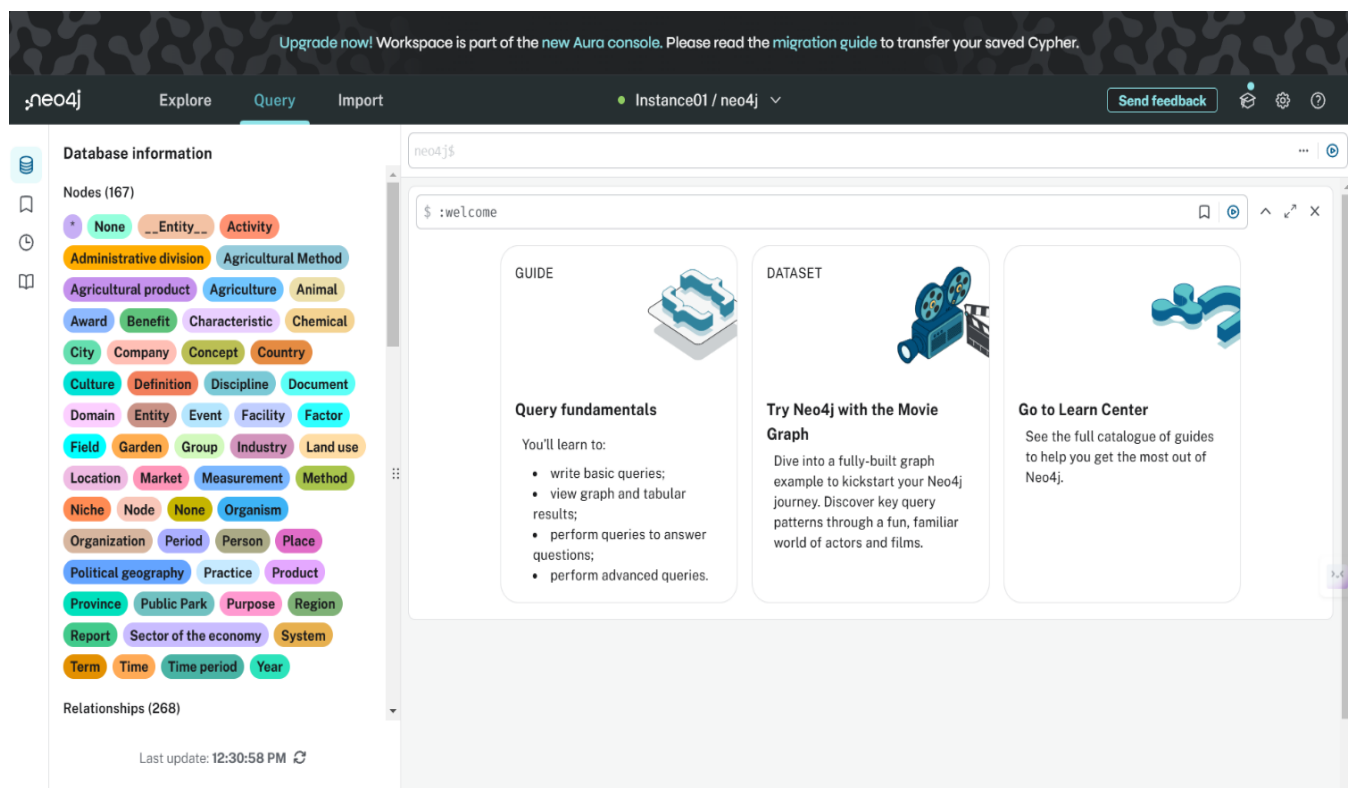 Upgrade now! Workspace is part of the new Aura console. Please read the migration guide to transfer your saved Cypher.
neo4j Explore Query Import Instance01 / neo4j Send feedback
Database information
Nodes (167)
* None __Entity__ Activity
Administrative division Agricultural Method
Agricultural product Agriculture Animal
Award Benefit Characteristic Chemical
City Company Concept Country
Culture Definition Discipline Document
Domain Entity Event Facility Factor
Field Garden Group Industry Land use
Location Market Measurement Method
Niche Node None Organism
Organization Period Person Place
Political geography Practice Product
Province Public Park Purpose Region
Report Sector of the economy System
Term Time Time period Year
Relationships (268)
Last update: 12:30:58 PM
neo4j$
$ :welcome
GUIDE
Query fundamentals
You'll learn to:
• write basic queries;
• view graph and tabular
results;
• perform queries to answer
questions;
• perform advanced queries.
DATASET
Try Neo4j with the Movie
Graph
Dive into a fully-built graph
example to kickstart your Neo4j
journey. Discover key query
patterns through a fun, familiar
world of actors and films.
Go to Learn Center
See the full catalogue of guides
to help you get the most out of
Neo4j.